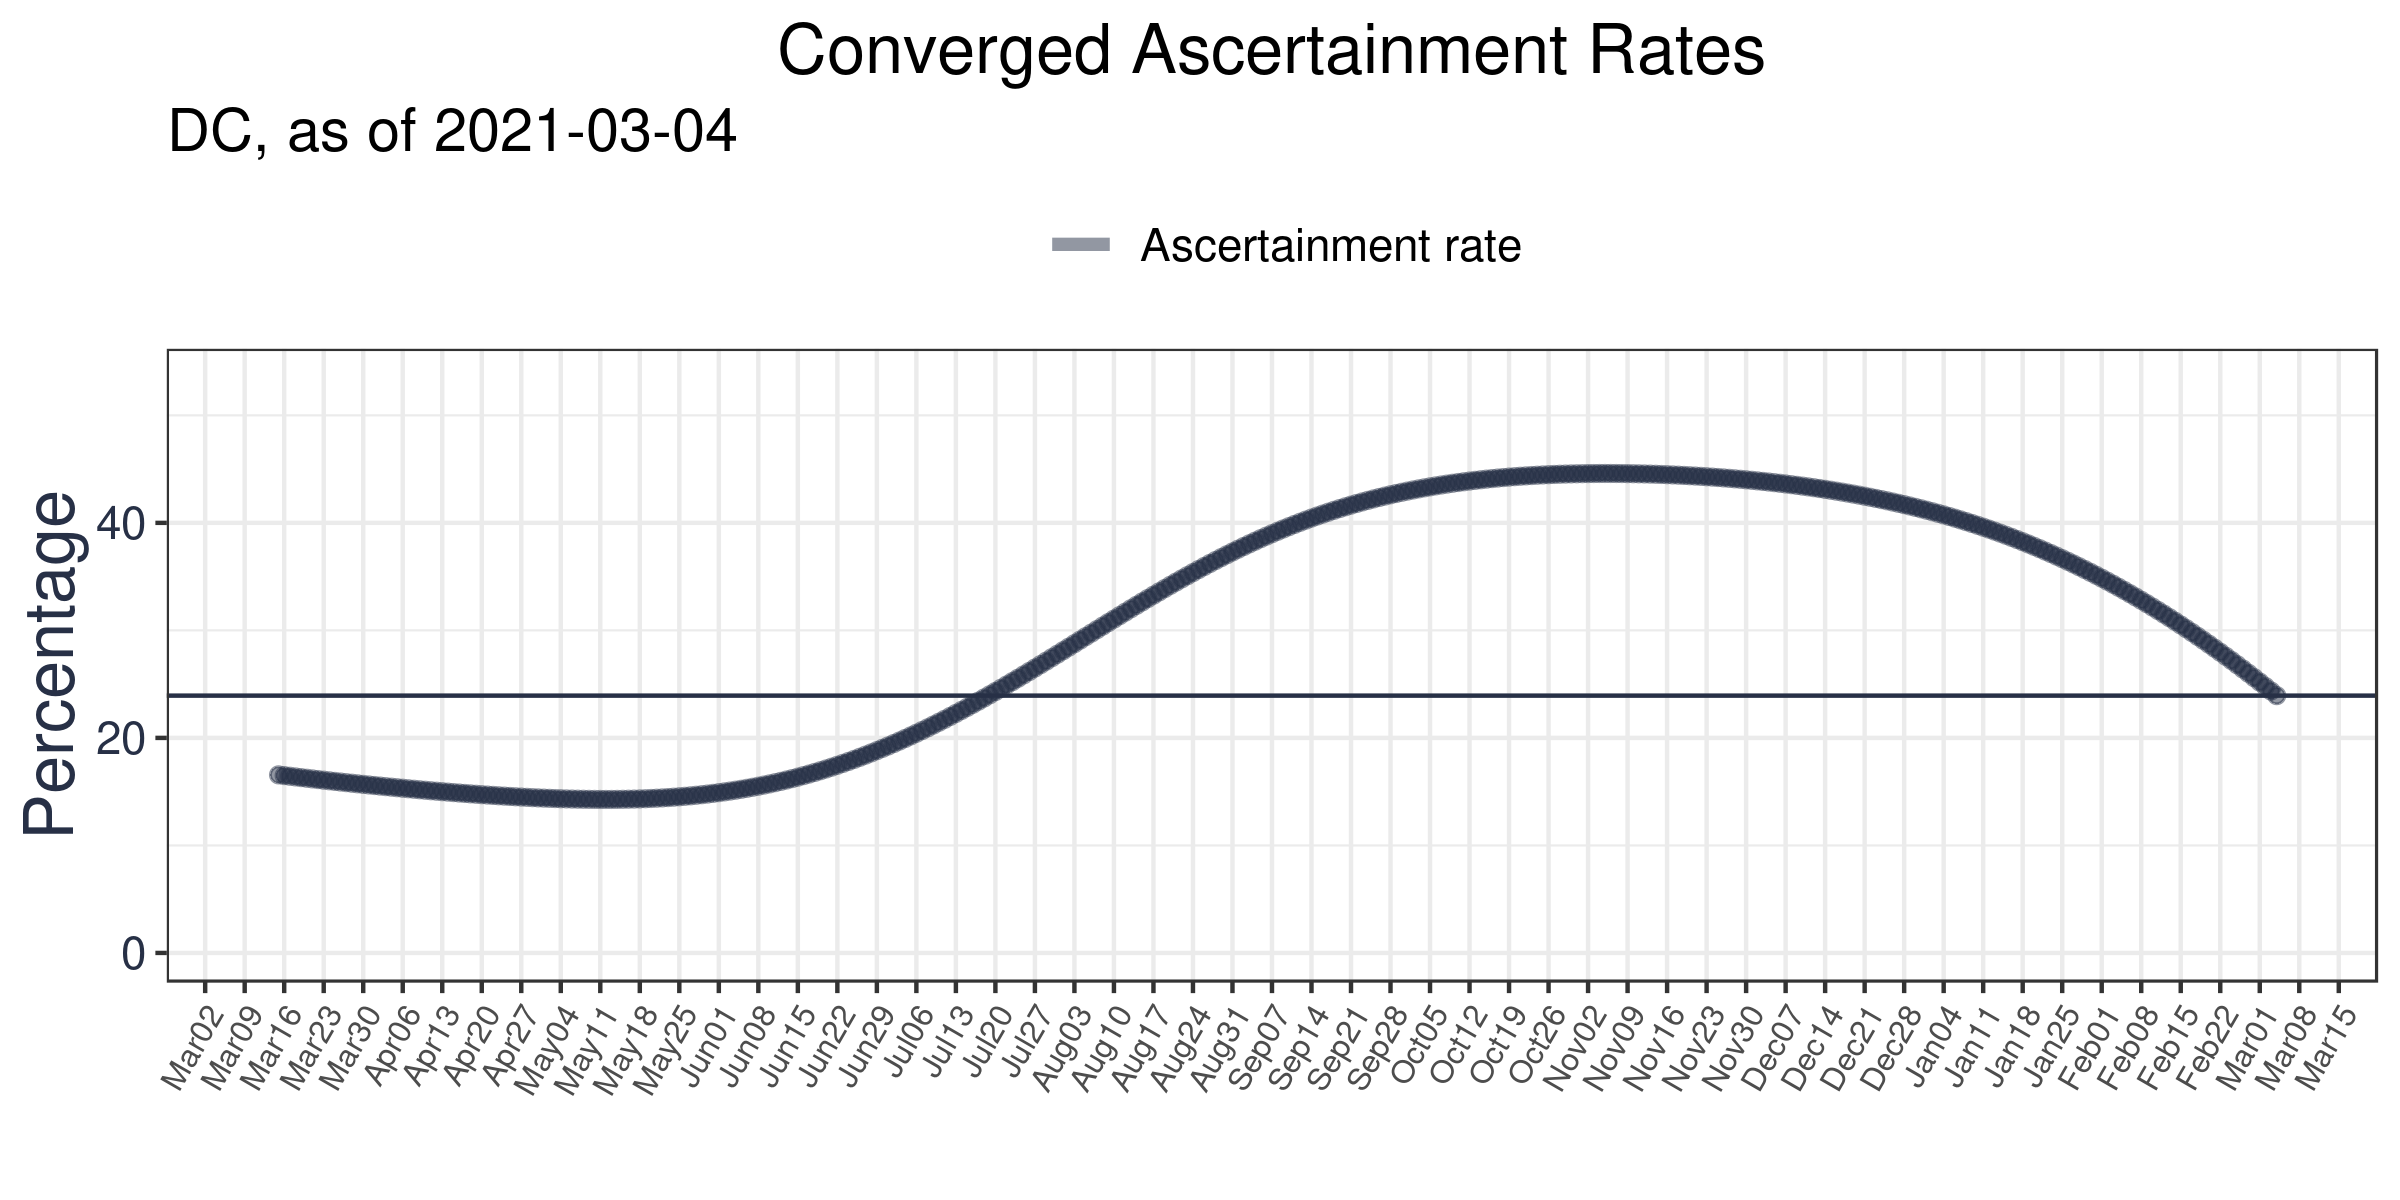 Converged Ascertainment Rates
DC, as of 2021-03-04
Ascertainment rate
Percentage
40
20
0
Mar02
Mar09
Mar16
Mar23
Mar30
Apr06
Apr13
Apr20
Apr27
May04
May11
May18
May25
Jun01
Jun08
Jun15
Jun22
Jun29
Jul06
Jul13
Jul20
Jul27
Aug03
Aug10
Aug17
Aug24
Aug31
Sep07
Sep14
Sep21
Sep28
Oct05
Oct12
Oct19
Oct26
Nov02
Nov09
Nov16
Nov23
Nov30
Dec07
Dec14
Dec21
Dec28
Jan04
Jan11
Jan18
Jan25
Feb01
Feb08
Feb15
Feb22
Mar01
Mar08
Mar15